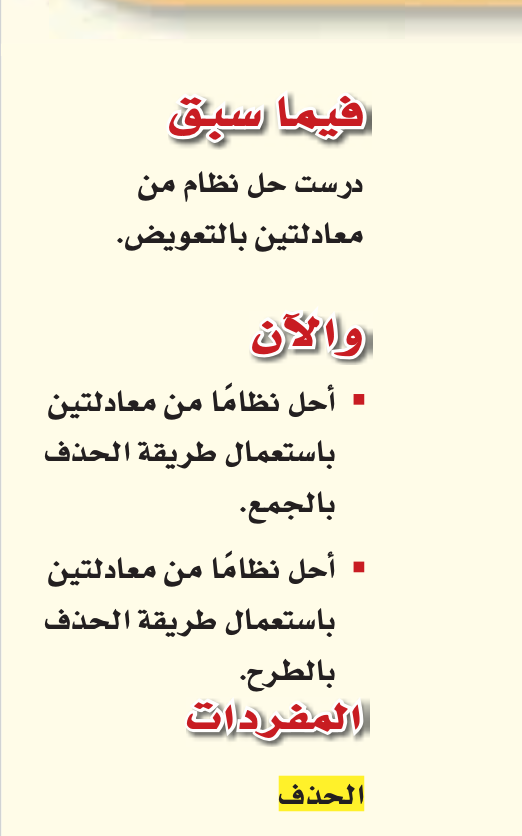 فيما سبق
درست حل نظام من
معادلتين بالتعويض.
والآن
▪ أحل نظامًا من معادلتين
باستعمال طريقة الحذف
بالجمع.
▪ أحل نظامًا من معادلتين
باستعمال طريقة الحذف
بالطرح.
المفردات
الحذف